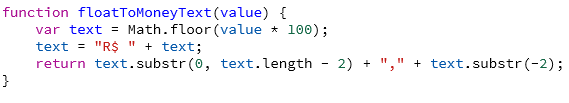 function floatToMoneyText(value) {
    var text = Math.floor(value * 100);
    text = "R$ " + text;
    return text.substr(0, text.length - 2) + "," + text.substr(-2);
}